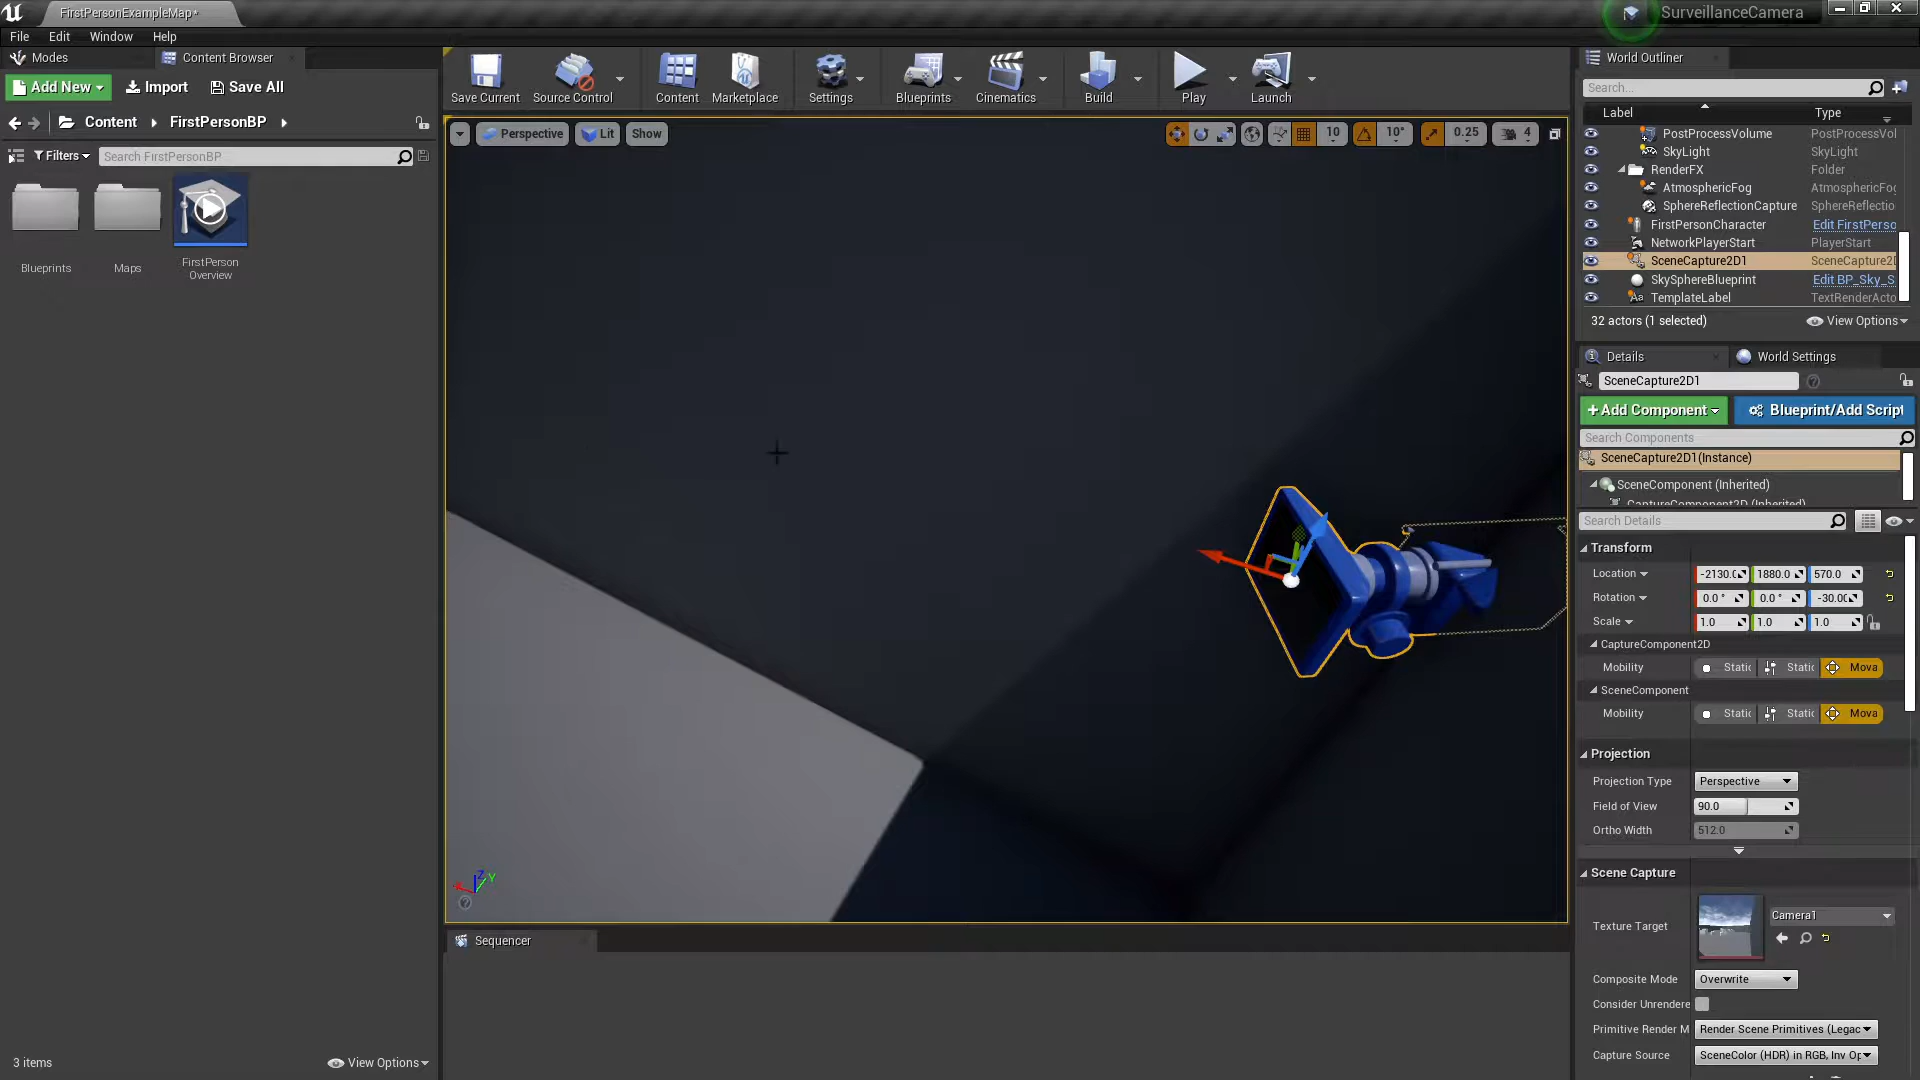 FirstPersonExampleMap*
SurveillanceCamera
File Edit Window Help
Modes
Content Browser
Add New Import Save All
Content FirstPersonBP
Filters Search FirstPersonBP
Blueprints
Maps
FirstPerson
Overview
3 items
View Options
Save Current
Source Control
Content
Marketplace
Settings
Blueprints
Cinematics
Build
Play
Launch
Perspective Lit Show
10 10° 0.25 4
Z Y
Sequencer
World Outliner
Search...
Label Type
PostProcessVolume PostProcessVol
SkyLight SkyLight
RenderFX Folder
AtmosphericFog AtmosphericFog
SphereReflectionCapture SphereReflectio
FirstPersonCharacter Edit FirstPerso
NetworkPlayerStart PlayerStart
SceneCapture2D1 SceneCapture2D
SkySphereBlueprint Edit BP_Sky_S
TemplateLabel TextRenderActo
32 actors (1 selected) View Options
Details World Settings
SceneCapture2D1
+Add Component Blueprint/Add Script
Search Components
SceneCapture2D1(Instance)
SceneComponent (Inherited)
CaptureComponent2D (Inherited)
Search Details
Transform
Location -2130.0 1880.0 570.0
Rotation 0.0 ° 0.0 ° -30.00
Scale 1.0 1.0 1.0
CaptureComponent2D
Mobility Static Static Mova
SceneComponent
Mobility Static Static Mova
Projection
Projection Type Perspective
Field of View 90.0
Ortho Width 512.0
Scene Capture
Texture Target Camera1
Composite Mode Overwrite
Consider Unrendere
Primitive Render M Render Scene Primitives (Legac
Capture Source SceneColor (HDR) in RGB, Inv Op